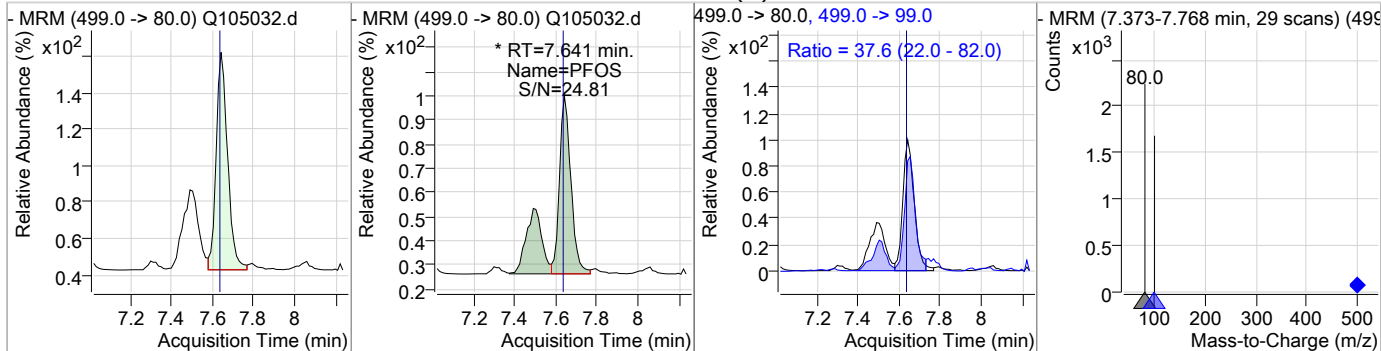 - MRM (499.0 -> 80.0) Q105032.d
x10²
Relative Abundance (%)
1.4
1.2
1
0.8
0.6
0.4
7.2 7.4 7.6 7.8 8
Acquisition Time (min)
- MRM (499.0 -> 80.0) Q105032.d
x10²
* RT=7.641 min.
Name=PFOS
S/N=24.81
Relative Abundance (%)
1
0.9
0.8
0.7
0.6
0.5
0.4
0.3
0.2
7.2 7.4 7.6 7.8 8
Acquisition Time (min)
499.0 -> 80.0, 499.0 -> 99.0
x10²
Ratio = 37.6 (22.0 - 82.0)
Relative Abundance (%)
1.4
1.2
1
0.8
0.6
0.4
0.2
0
7.2 7.4 7.6 7.8 8
Acquisition Time (min)
- MRM (7.373-7.768 min, 29 scans) (499
x10³
Counts
80.0
2
1.5
1
0.5
0
100 200 300 400 500
Mass-to-Charge (m/z)